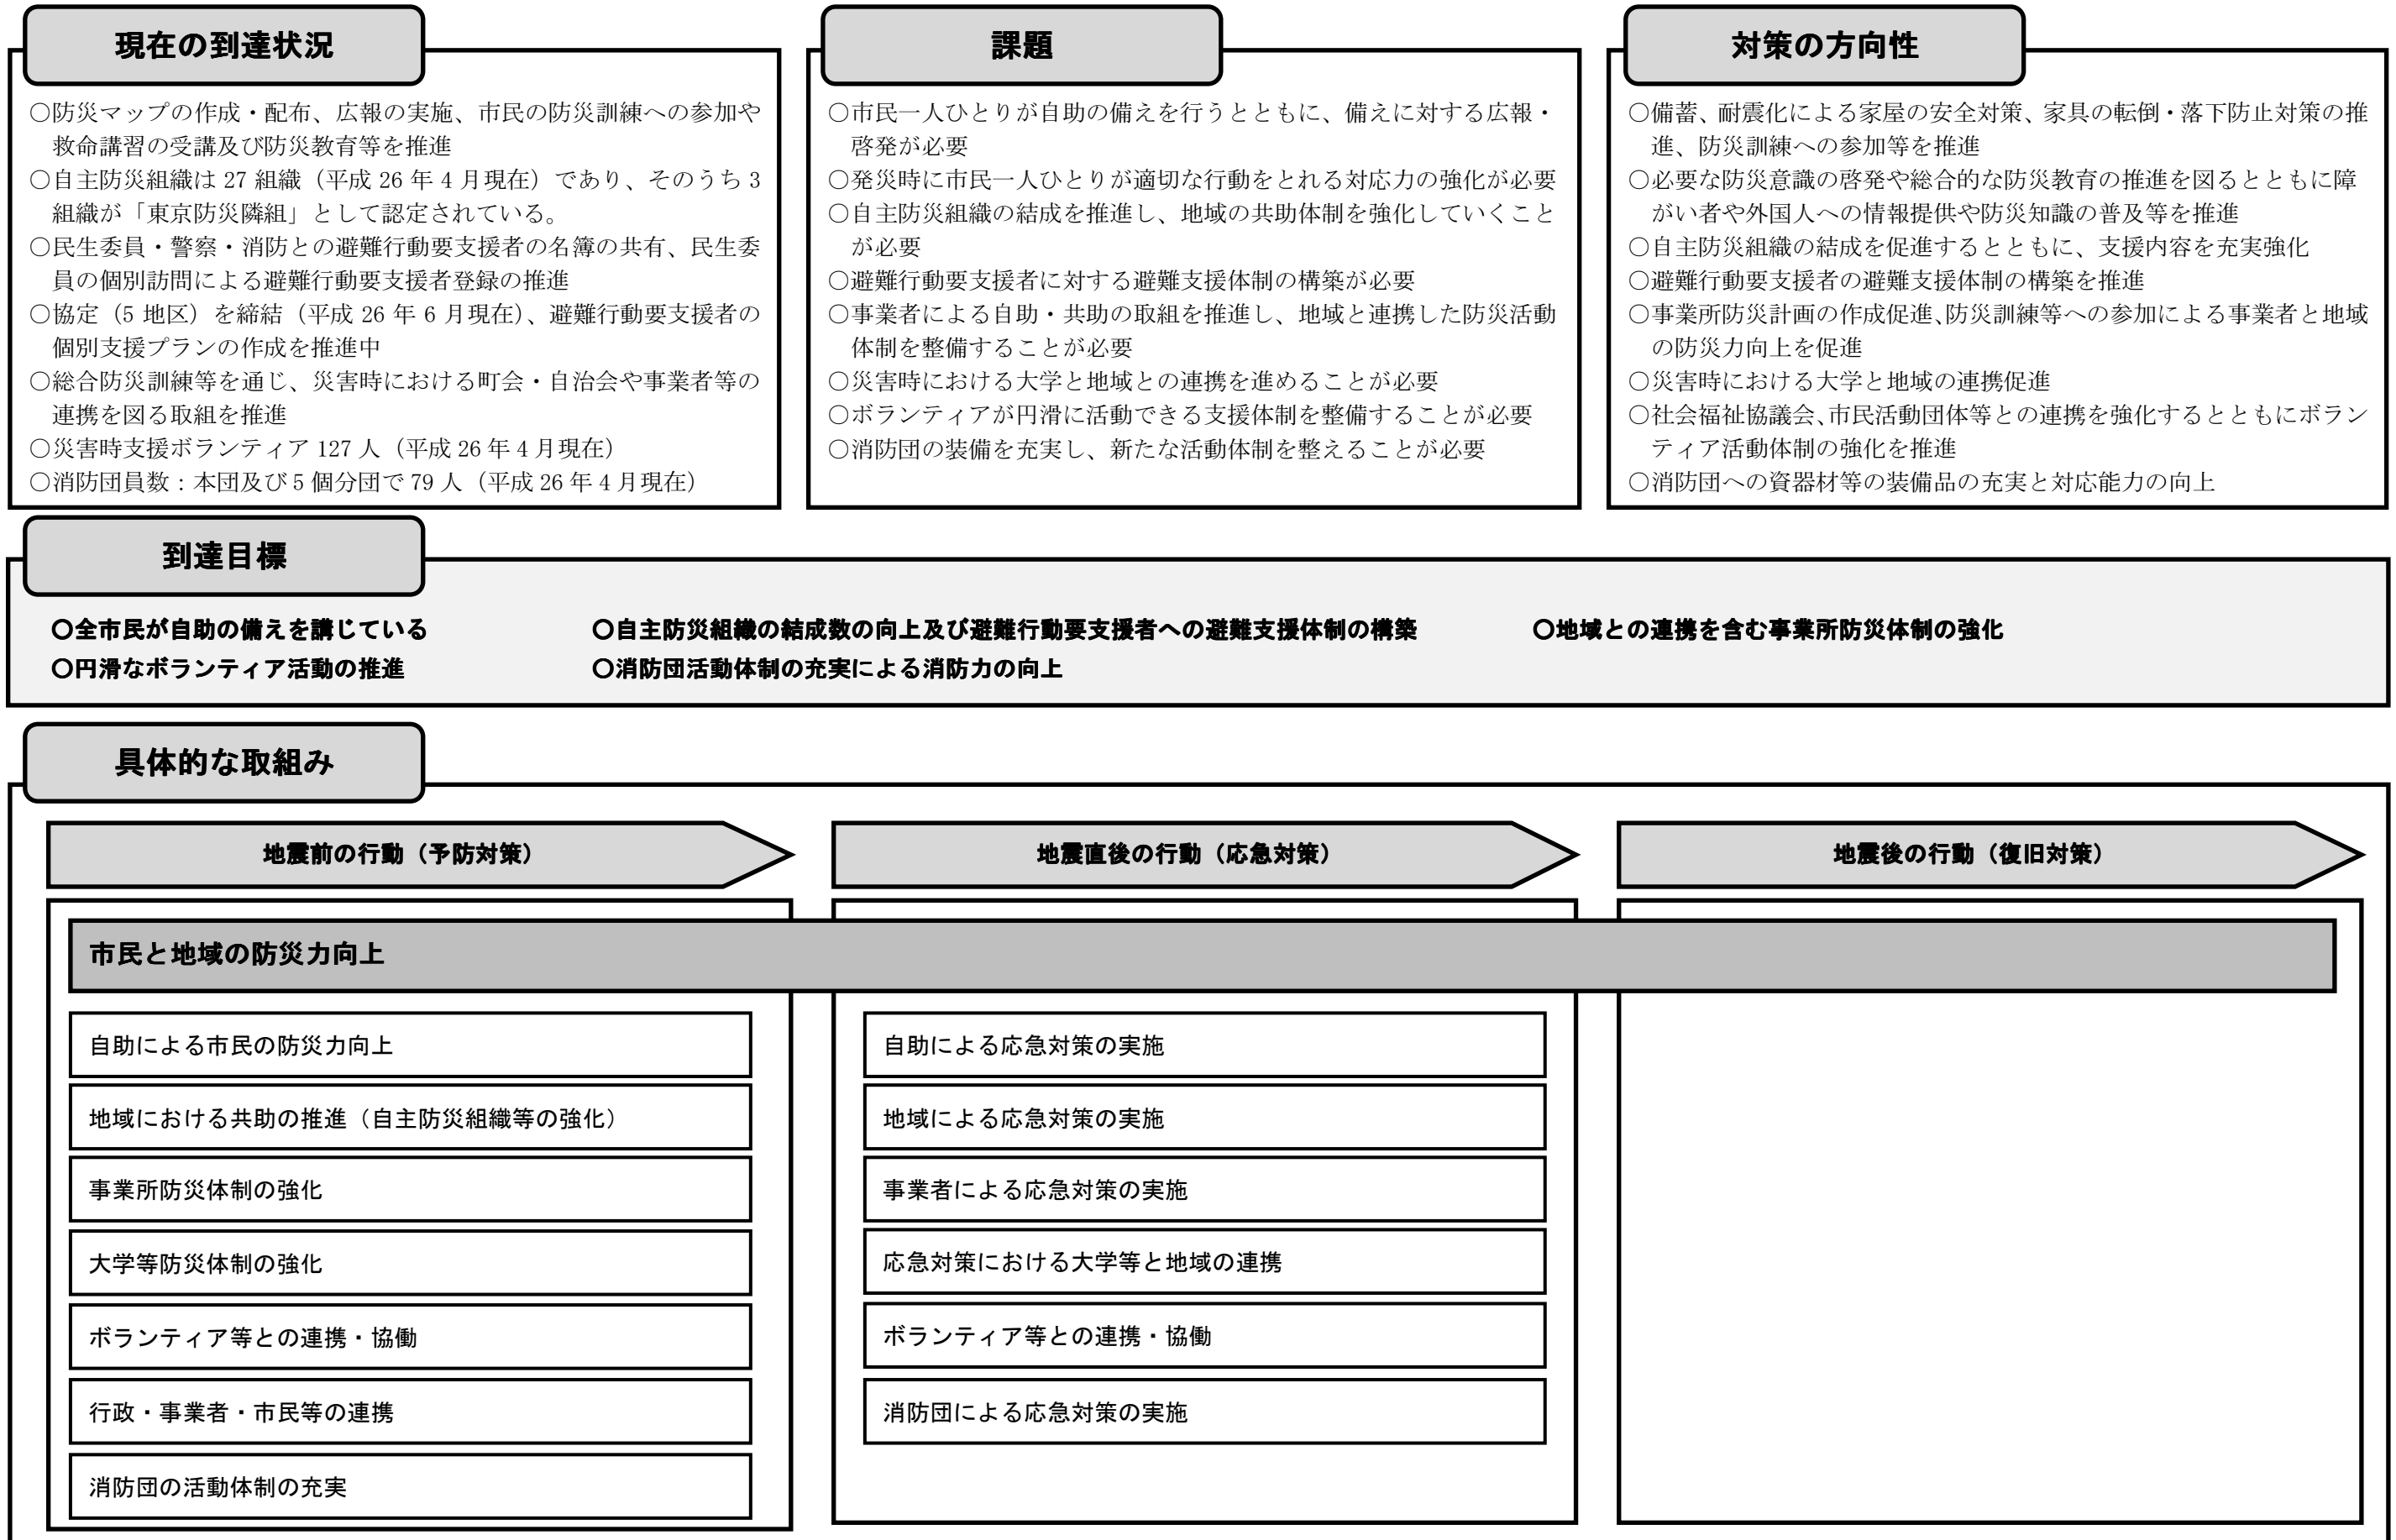 現在の到達状況
○防災マップの作成・配布、広報の実施、市民の防災訓練への参加や
救命講習の受講及び防災教育等を推進
○自主防災組織は 27 組織（平成 26 年 4 月現在）であり、そのうち 3
組織が「東京防災隣組」として認定されている。
○民生委員・警察・消防との避難行動要支援者の名簿の共有、民生委
員の個別訪問による避難行動要支援者登録の推進
○協定（5 地区）を締結（平成 26 年 6 月現在）、避難行動要支援者の
個別支援プランの作成を推進中
○総合防災訓練等を通じ、災害時における町会・自治会や事業者等の
連携を図る取組を推進
○災害時支援ボランティア 127 人（平成 26 年 4 月現在）
○消防団員数：本団及び 5 個分団で 79 人（平成 26 年 4 月現在）
課題
○市民一人ひとりが自助の備えを行うとともに、備えに対する広報・
啓発が必要
○発災時に市民一人ひとりが適切な行動をとれる対応力の強化が必要
○自主防災組織の結成を推進し、地域の共助体制を強化していくこと
が必要
○避難行動要支援者に対する避難支援体制の構築が必要
○事業者による自助・共助の取組を推進し、地域と連携した防災活動
体制を整備することが必要
○災害時における大学と地域との連携を進めることが必要
○ボランティアが円滑に活動できる支援体制を整備することが必要
○消防団の装備を充実し、新たな活動体制を整えることが必要
対策の方向性
○備蓄、耐震化による家屋の安全対策、家具の転倒・落下防止対策の推
進、防災訓練への参加等を推進
○必要な防災意識の啓発や総合的な防災教育の推進を図るとともに障
がい者や外国人への情報提供や防災知識の普及等を推進
○自主防災組織の結成を促進するとともに、支援内容を充実強化
○避難行動要支援者の避難支援体制の構築を推進
○事業所防災計画の作成促進、防災訓練等への参加による事業者と地域
の防災力向上を促進
○災害時における大学と地域の連携促進
○社会福祉協議会、市民活動団体等との連携を強化するとともにボラン
ティア活動体制の強化を推進
○消防団への資器材等の装備品の充実と対応能力の向上
到達目標
○全市民が自助の備えを講じている ○自主防災組織の結成数の向上及び避難行動要支援者への避難支援体制の構築 ○地域との連携を含む事業所防災体制の強化
○円滑なボランティア活動の推進 ○消防団活動体制の充実による消防力の向上
具体的な取組み
地震前の行動（予防対策）
地震直後の行動（応急対策）
地震後の行動（復旧対策）
市民と地域の防災力向上
自助による市民の防災力向上
地域における共助の推進（自主防災組織等の強化）
事業所防災体制の強化
大学等防災体制の強化
ボランティア等との連携・協働
行政・事業者・市民等の連携
消防団の活動体制の充実
自助による応急対策の実施
地域による応急対策の実施
事業者による応急対策の実施
応急対策における大学等と地域の連携
ボランティア等との連携・協働
消防団による応急対策の実施